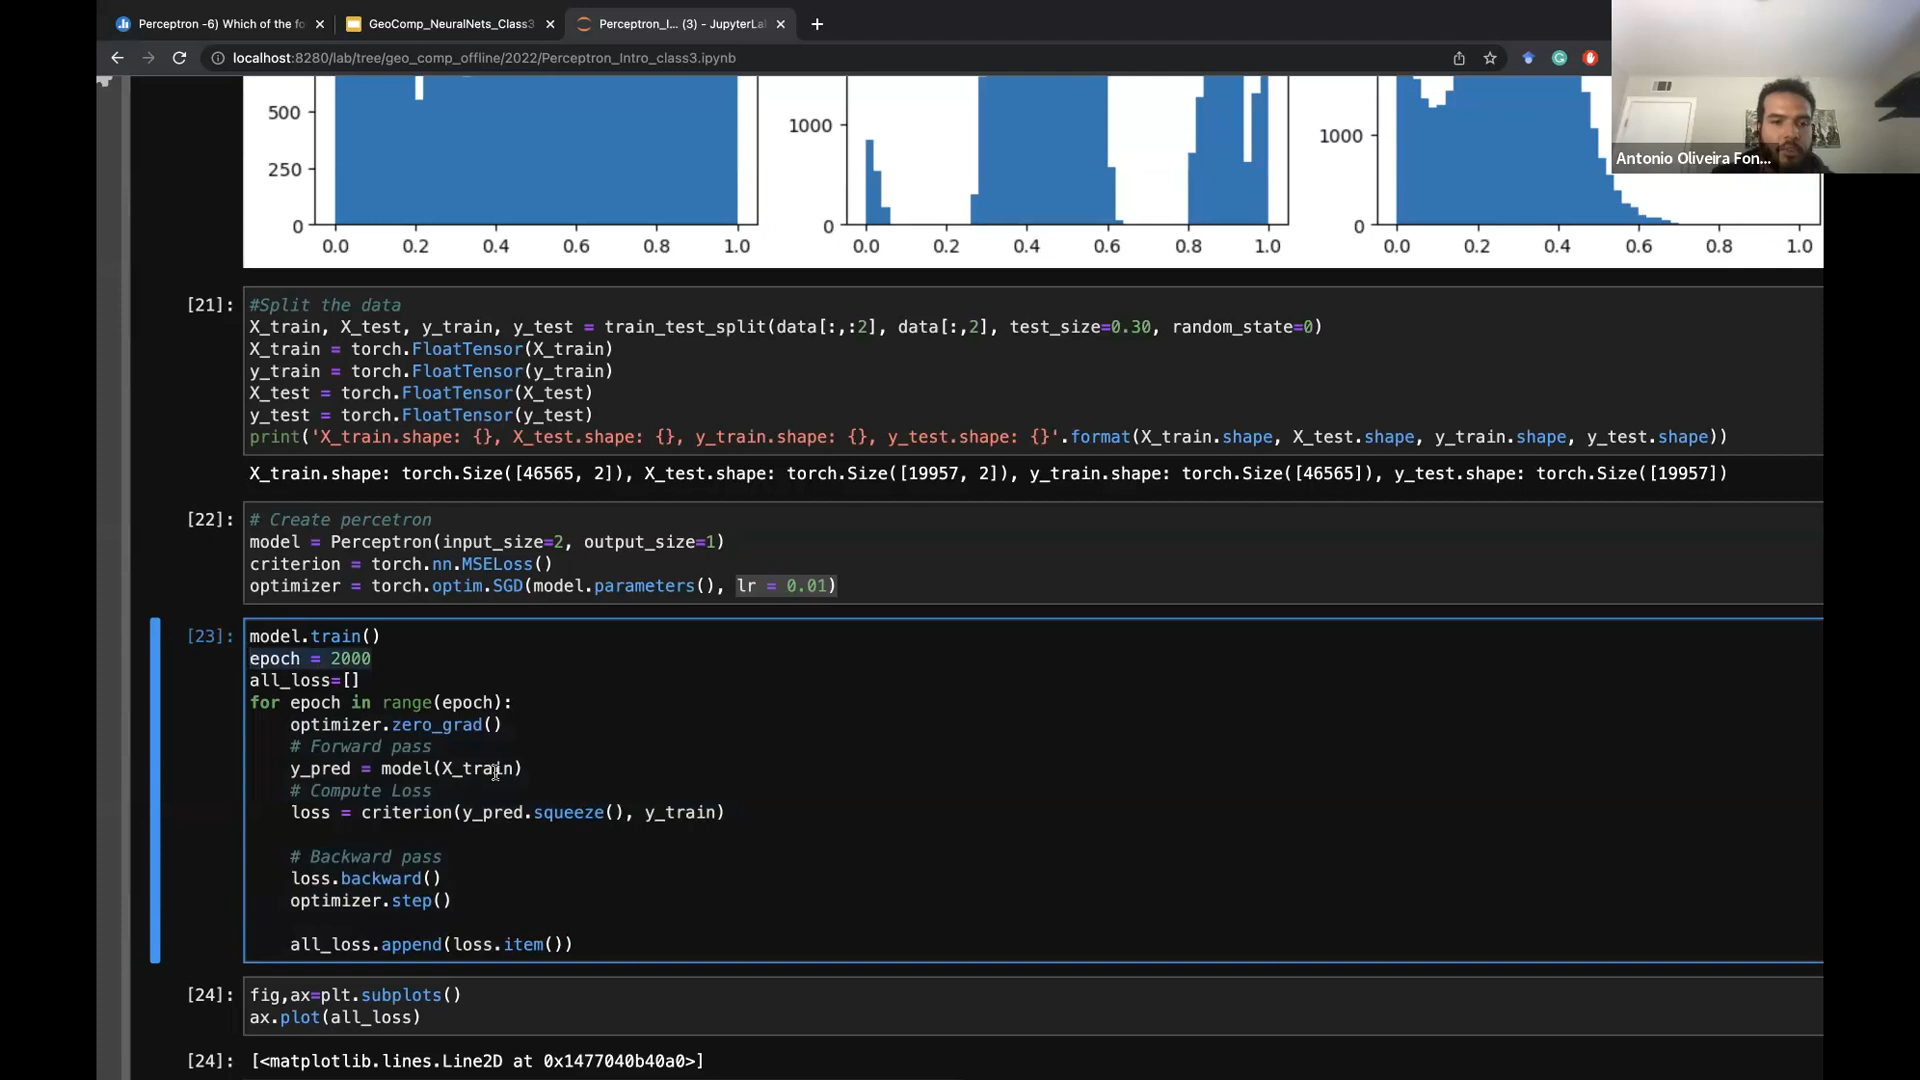 Perceptron -6) Which of the fo
GeoComp_NeuralNets_Class3
Perceptron_I... (3) - JupyterLa
localhost:8280/lab/tree/geo_comp_offline/2022/Perceptron_Intro_class3.ipynb
Antonio Oliveira Fon...
500
250
0
0.0 0.2 0.4 0.6 0.8 1.0
1000
0
0.0 0.2 0.4 0.6 0.8 1.0
1000
0
0.0 0.2 0.4 0.6 0.8 1.0
[21]:
#Split the data
X_train, X_test, y_train, y_test = train_test_split(data[:,:2], data[:,2], test_size=0.30, random_state=0)
X_train = torch.FloatTensor(X_train)
y_train = torch.FloatTensor(y_train)
X_test = torch.FloatTensor(X_test)
y_test = torch.FloatTensor(y_test)
print('X_train.shape: {}, X_test.shape: {}, y_train.shape: {}, y_test.shape: {}'.format(X_train.shape, X_test.shape, y_train.shape, y_test.shape))
X_train.shape: torch.Size([46565, 2]), X_test.shape: torch.Size([19957, 2]), y_train.shape: torch.Size([46565]), y_test.shape: torch.Size([19957])
[22]:
# Create percetron
model = Perceptron(input_size=2, output_size=1)
criterion = torch.nn.MSELoss()
optimizer = torch.optim.SGD(model.parameters(), lr = 0.01)
[23]:
model.train()
epoch = 2000
all_loss=[]
for epoch in range(epoch):
optimizer.zero_grad()
# Forward pass
y_pred = model(X_train)
# Compute Loss
loss = criterion(y_pred.squeeze(), y_train)
# Backward pass
loss.backward()
optimizer.step()
all_loss.append(loss.item())
[24]:
fig,ax=plt.subplots()
ax.plot(all_loss)
[24]:
[<matplotlib.lines.Line2D at 0x1477040b40a0>]